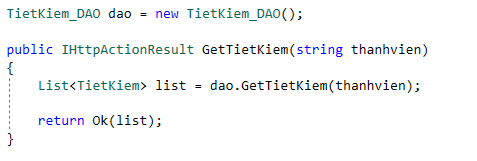 TietKiem_DAO dao = new TietKiem_DAO();
public IHttpActionResult GetTietKiem(string thanhvien)
{
List<TietKiem> list = dao.GetTietKiem(thanhvien);
return Ok(list);
}